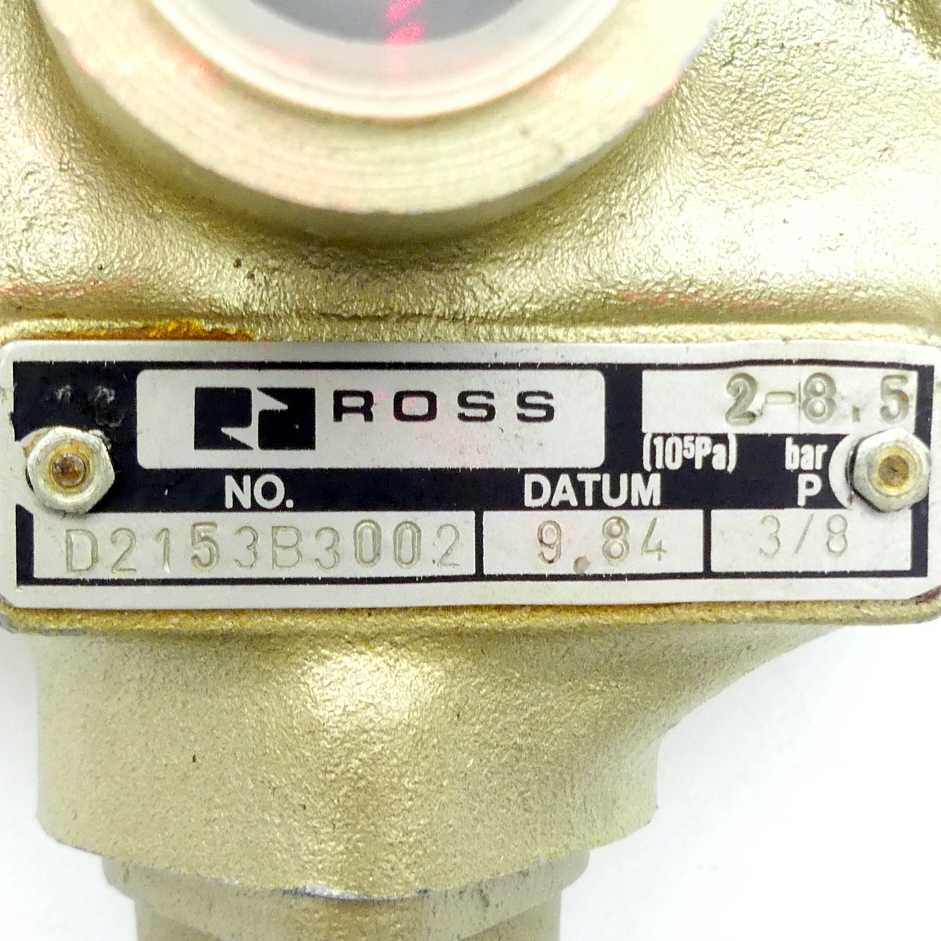 ROSS
2-8.5
(10⁵Pa) bar
NO. DATUM P
D2153B3002 9.84 3/8